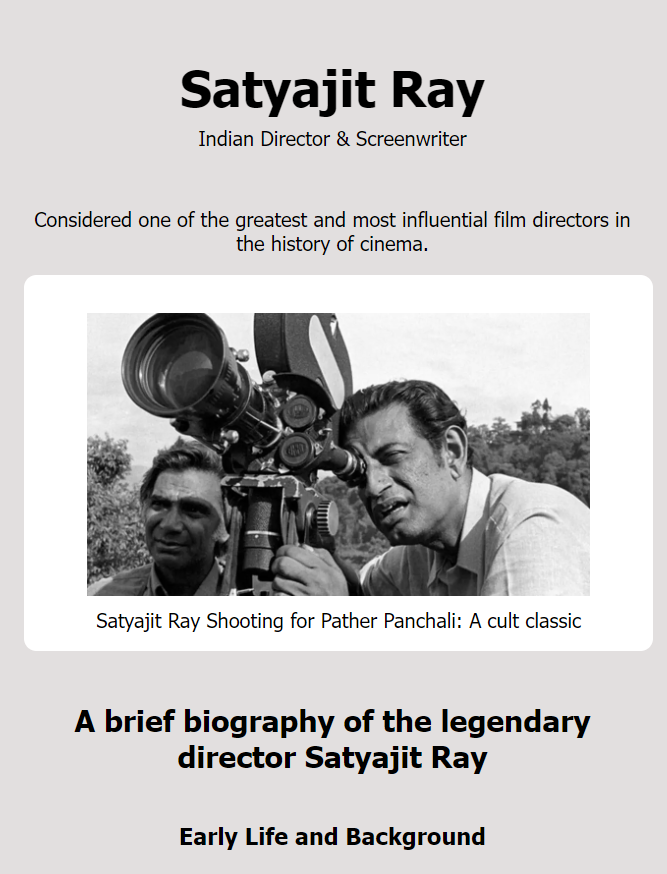 Satyajit Ray
Indian Director & Screenwriter
Considered one of the greatest and most influential film directors in
the history of cinema.
Satyajit Ray Shooting for Pather Panchali: A cult classic
A brief biography of the legendary
director Satyajit Ray
Early Life and Background